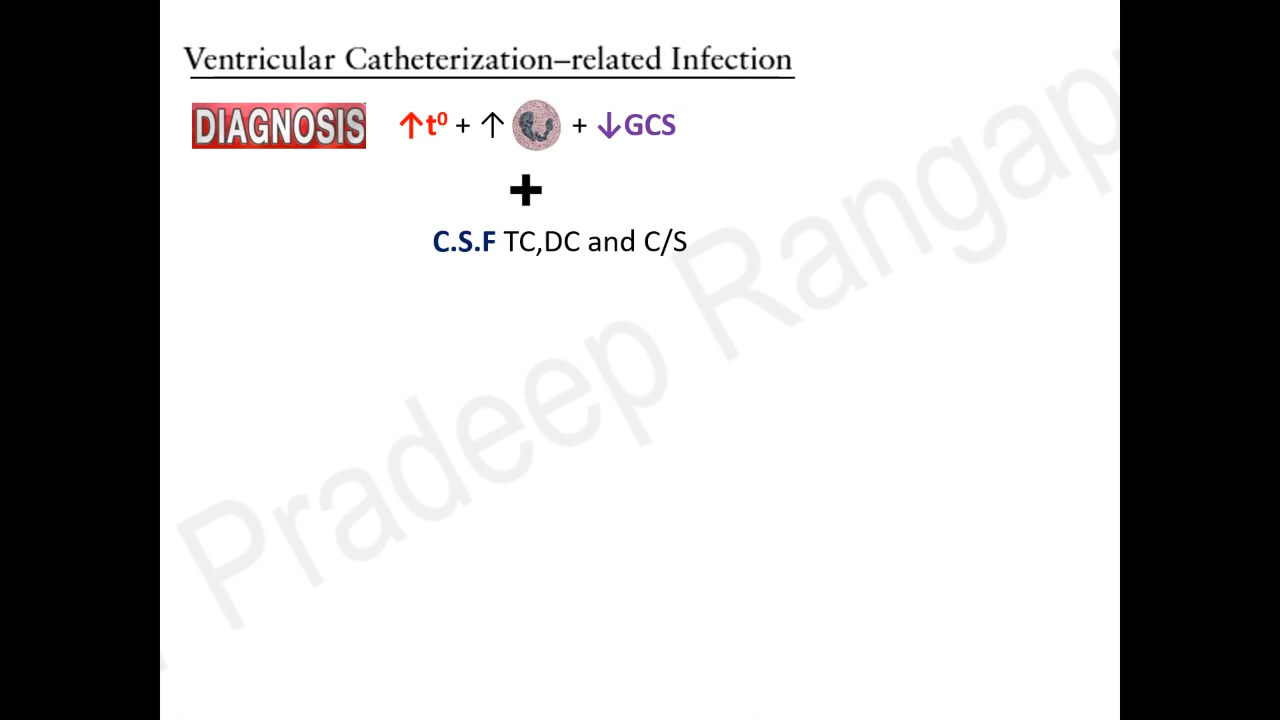 Ventricular Catheterization–related Infection
DIAGNOSIS ↑t⁰ + ↑ + ↓GCS
+
C.S.F TC,DC and C/S
Pradeep Rangap